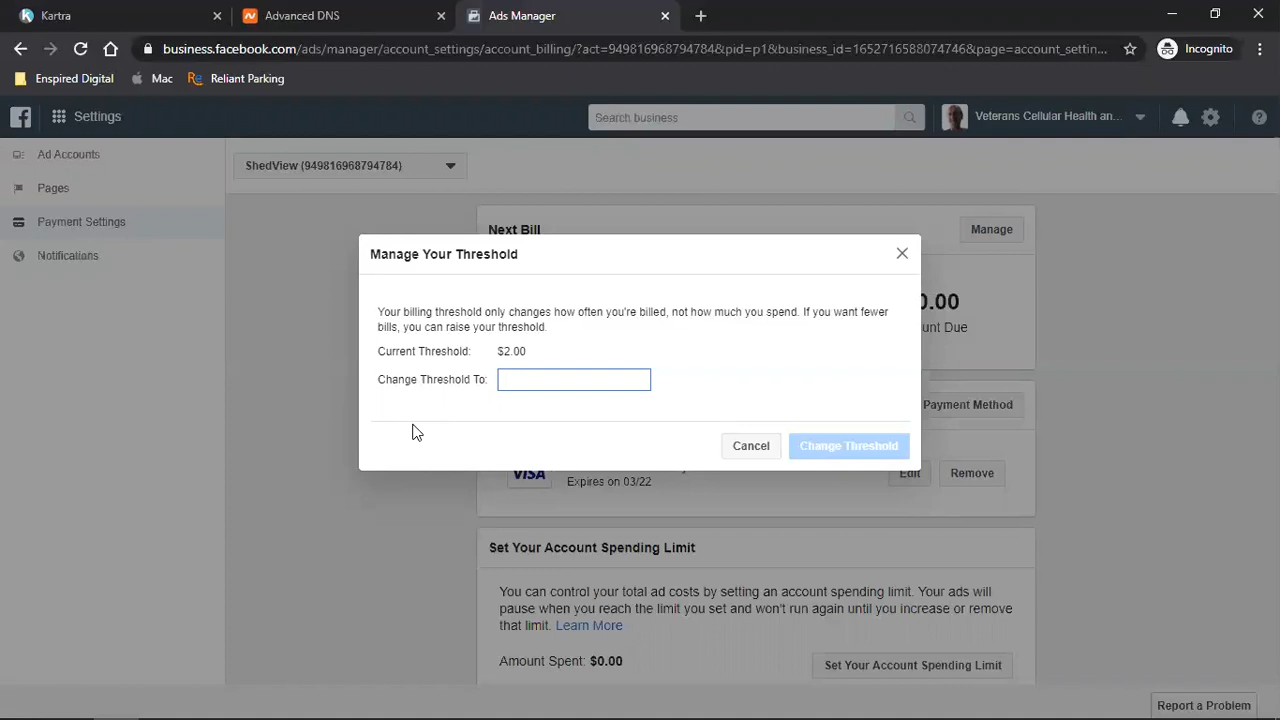 Kartra
Advanced DNS
Ads Manager
business.facebook.com/ads/manager/account_settings/account_billing/?act=949816968794784&pid=p1&business_id=1652716588074746&page=account_settin...
Incognito
Enspired Digital
Mac
Reliant Parking
Settings
Search business
Veterans Cellular Health an...
Ad Accounts
Pages
Payment Settings
Notifications
ShedView (949816968794784)
Next Bill
Manage
Manage Your Threshold
Your billing threshold only changes how often you're billed, not how much you spend. If you want fewer
bills, you can raise your threshold.
Current Threshold: $2.00
Change Threshold To:
Cancel
Change Threshold
0.00
unt Due
Payment Method
VISA
Expires on 03/22
Edit
Remove
Set Your Account Spending Limit
You can control your total ad costs by setting an account spending limit. Your ads will
pause when you reach the limit you set and won't run again until you increase or remove
that limit. Learn More
Amount Spent: $0.00
Set Your Account Spending Limit
Report a Problem